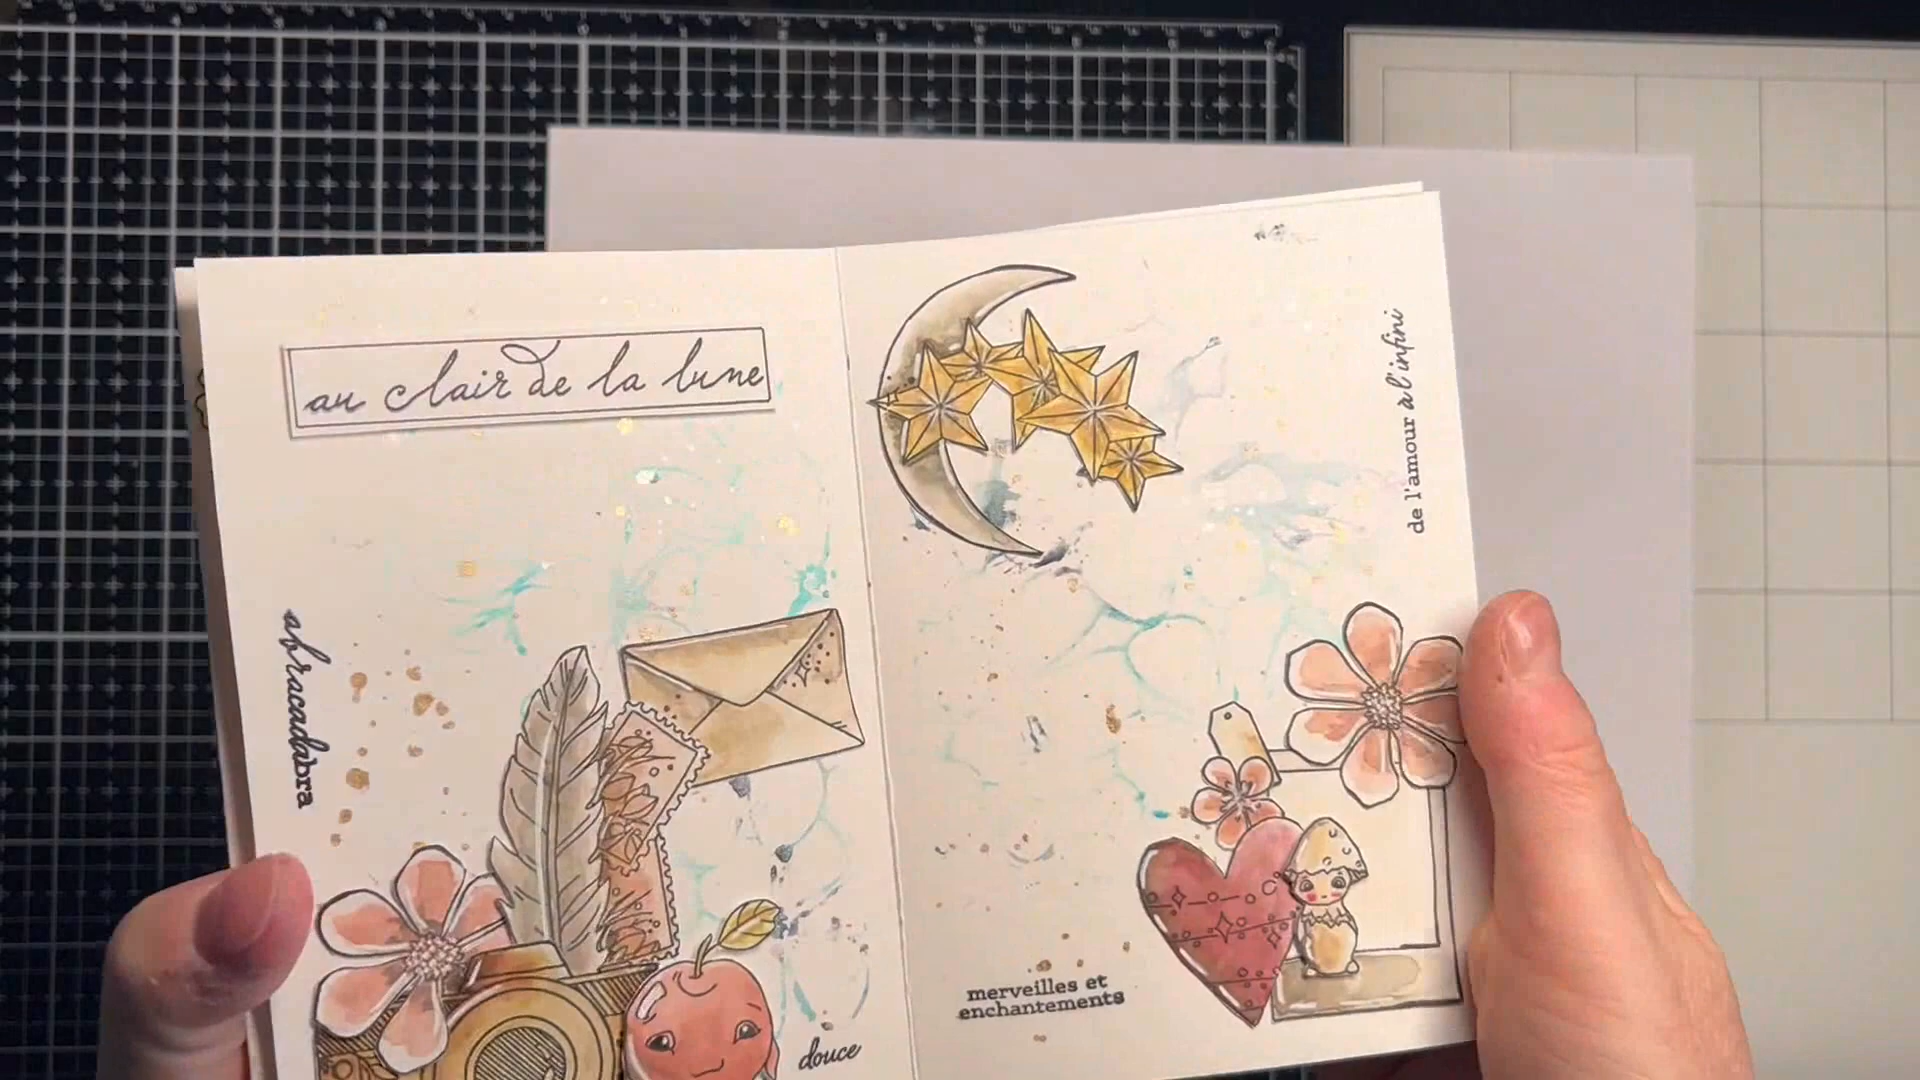 au clair de la lune
abracadabra
douce
de l'amour à l'infini
merveilles et
enchantements